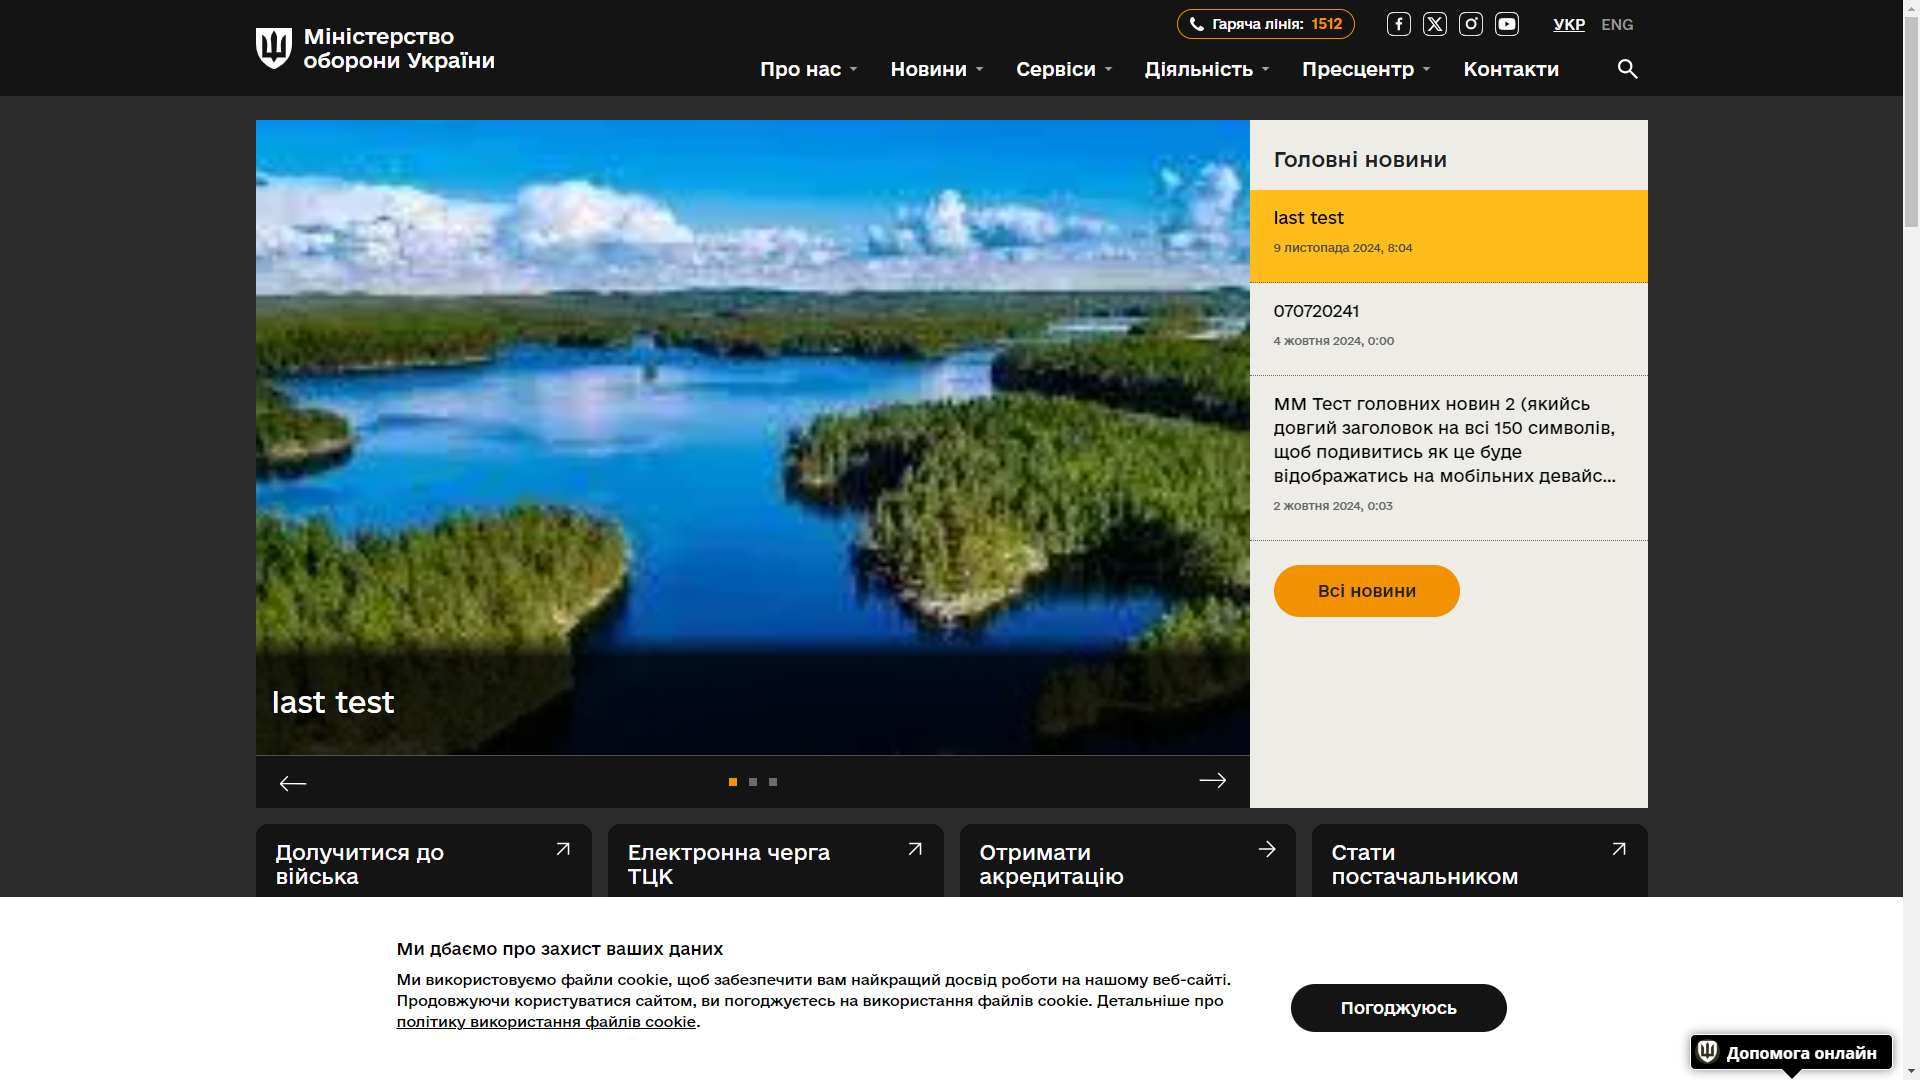 Міністерство
оборони України
Гаряча лінія: 1512
УКР ENG
Про нас
Новини
Сервіси
Діяльність
Пресцентр
Контакти
last test
Головні новини
last test
9 листопада 2024, 8:04
070720241
4 жовтня 2024, 0:00
ММ Тест головних новин 2 (якийсь
довгий заголовок на всі 150 символів,
щоб подивитись як це буде
відображатись на мобільних девайс...
2 жовтня 2024, 0:03
Всі новини
Долучитися до
війська
Електронна черга
ТЦК
Отримати
акредитацію
Стати
постачальником
Ми дбаємо про захист ваших даних
Ми використовуємо файли cookie, щоб забезпечити вам найкращий досвід роботи на нашому веб-сайті.
Продовжуючи користуватися сайтом, ви погоджуєтесь на використання файлів cookie. Детальніше про
політику використання файлів cookie.
Погоджуюсь
Допомога онлайн